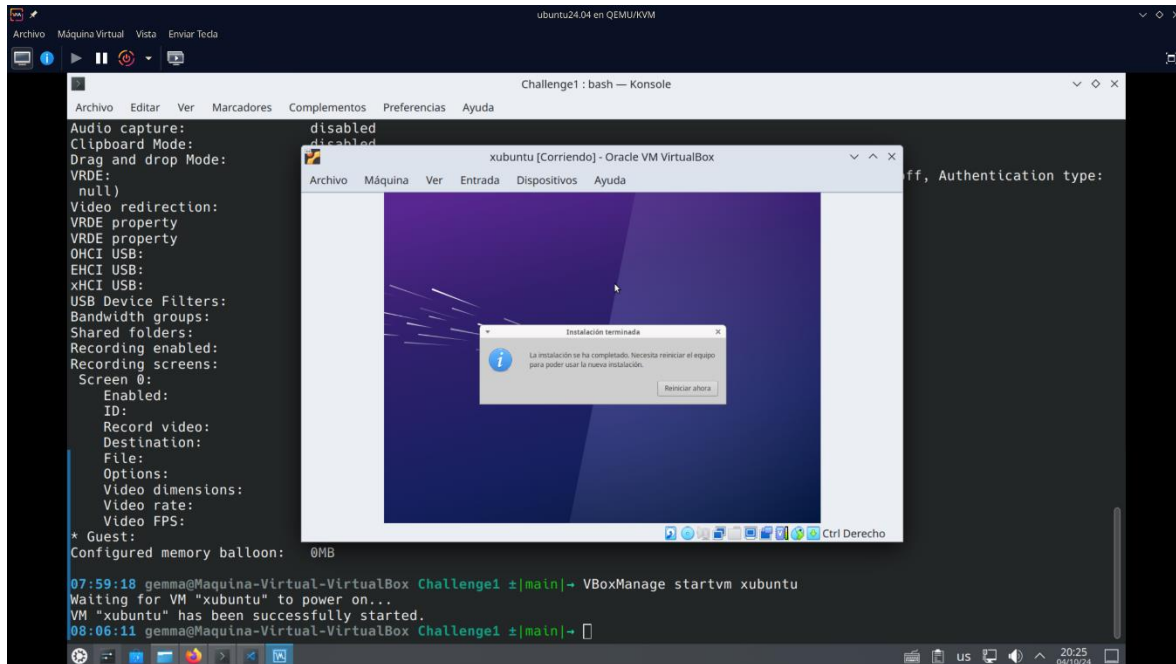 ubuntu24.04 en QEMU/KVM
Archivo Máquina Virtual Vista Enviar Tecla
Challenge1 : bash — Konsole
Archivo Editar Ver Marcadores Complementos Preferencias Ayuda
Audio capture: disabled
Clipboard Mode: disabled
Drag and drop Mode:
VRDE: ff, Authentication type:
null)
Video redirection:
VRDE property
VRDE property
OHCI USB:
EHCI USB:
xHCI USB:
USB Device Filters:
Bandwidth groups:
Shared folders:
Recording enabled:
Recording screens:
Screen 0:
Enabled:
ID:
Record video:
Destination:
File:
Options:
Video dimensions:
Video rate:
Video FPS:
* Guest:
Configured memory balloon: 0MB
xubuntu [Corriendo] - Oracle VM VirtualBox
Archivo Máquina Ver Entrada Dispositivos Ayuda
Instalación terminada
La instalación se ha completado. Necesita reiniciar el equipo
para poder usar la nueva instalación.
Reiniciar ahora
Ctrl Derecho
07:59:18 gemma@Maquina-Virtual-VirtualBox Challenge1 ±|main|→ VBoxManage startvm xubuntu
Waiting for VM "xubuntu" to power on...
VM "xubuntu" has been successfully started.
08:06:11 gemma@Maquina-Virtual-VirtualBox Challenge1 ±|main|→
us 20:25
04/10/24